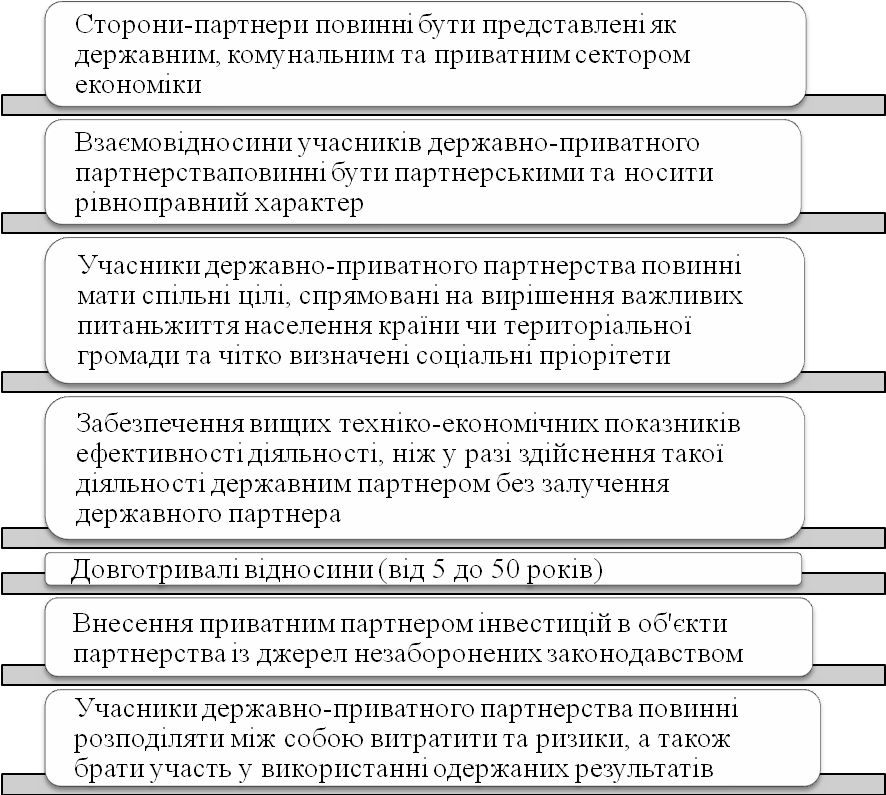 Сторони-партнери повинні бути представлені як
державним, комунальним та приватним сектором
економіки
Взаємовідносини учасників державно-приватного
партнерстваповинні бути партнерськими та носити
рівноправний характер
Учасники державно-приватного партнерства повинні
мати спільні цілі, спрямовані на вирішення важливих
питаньжиття населення країни чи територіальної
громади та чітко визначені соціальні пріорітети
Забезпечення вищих техніко-економічних показників
ефективності діяльності, ніж у разі здійснення такої
діяльності державним партнером без залучення
державного партнера
Довготривалі відносини (від 5 до 50 років)
Внесення приватним партнером інвестицій в об'єкти
партнерства із джерел незаборонених законодавством
Учасники державно-приватного партнерства повинні
розподіляти між собою витратити та ризики, а також
брати участь у використанні одержаних результатів